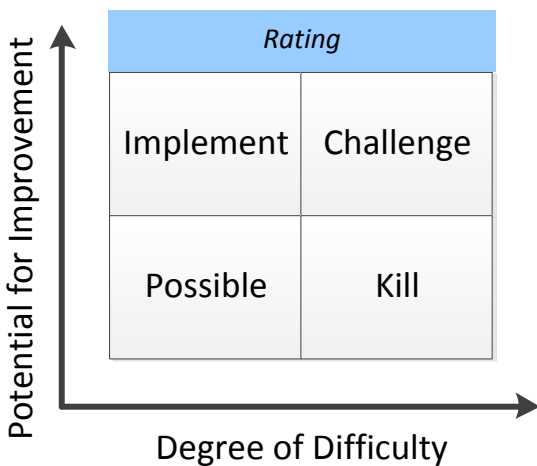 Rating
Implement Challenge
Possible Kill
Potential for Improvement
Degree of Difficulty